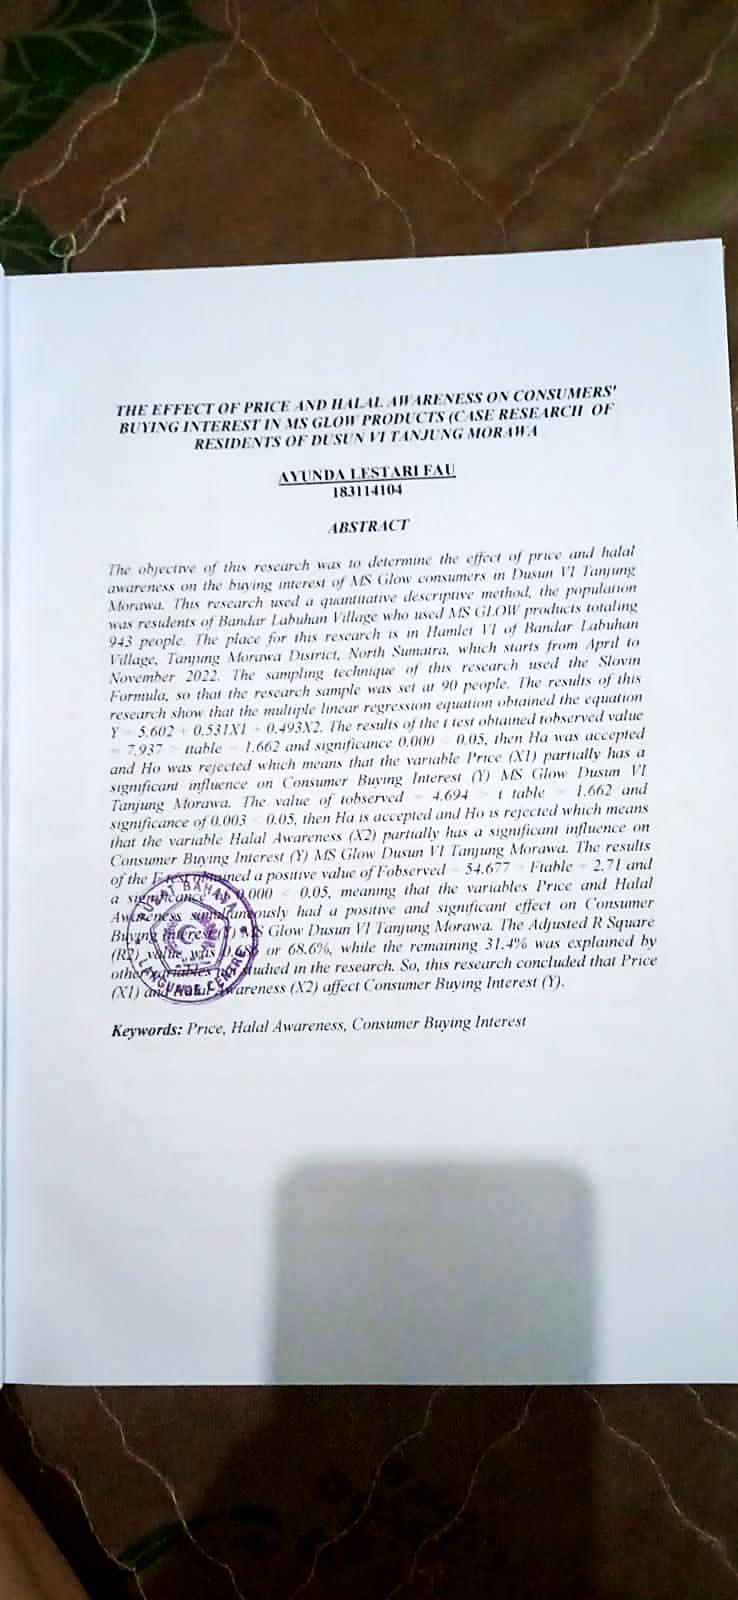 THE EFFECT OF PRICE AND HALAL AWARENESS ON CONSUMERS'
BUYING INTEREST IN MS GLOW PRODUCTS (CASE RESEARCH OF
RESIDENTS OF DUSUN VI TANJUNG MORAWA
AYUNDA LESTARI FAU
183114104
ABSTRACT
The objective of this research was to determine the effect of price and halal
awareness on the buying interest of MS Glow consumers in Dusun VI Tanjung
Morawa. This research used a quantitative descriptive method, the population
was residents of Bandar Labuhan Village who used MS GLOW products totaling
943 people. The place for this research is in Hamlet VI of Bandar Labuhan
Village, Tanjung Morawa District, North Sumatra, which starts from April to
November 2022. The sampling technique of this research used the Slovin
Formula, so that the research sample was set at 90 people. The results of this
research show that the multiple linear regression equation obtained the equation
Y = 5.602 + 0.531X1 + 0.493X2. The results of the t test obtained tobserved value
= 7.937 > ttable = 1.662 and significance 0.000 < 0.05, then Ha was accepted
and Ho was rejected which means that the variable Price (X1) partially has a
significant influence on Consumer Buying Interest (Y) MS Glow Dusun VI
Tanjung Morawa. The value of tobserved = 4.694 > t table = 1.662 and
significance of 0.003 < 0.05, then Ha is accepted and Ho is rejected which means
that the variable Halal Awareness (X2) partially has a significant influence on
Consumer Buying Interest (Y) MS Glow Dusun VI Tanjung Morawa. The results
of the F test obtained a positive value of Fobserved = 54.677 > Ftable = 2.71 and
a significance 0.000 < 0.05, meaning that the variables Price and Halal
Awareness simultaneously had a positive and significant effect on Consumer
Buying Interest (Y) MS Glow Dusun VI Tanjung Morawa. The Adjusted R Square
(R2) value was or 68.6%, while the remaining 31.4% was explained by
other variables studied in the research. So, this research concluded that Price
(X1) and Awareness (X2) affect Consumer Buying Interest (Y).
PUSAT BAHASA
LANGUAGE CENTRE
Keywords: Price, Halal Awareness, Consumer Buying Interest